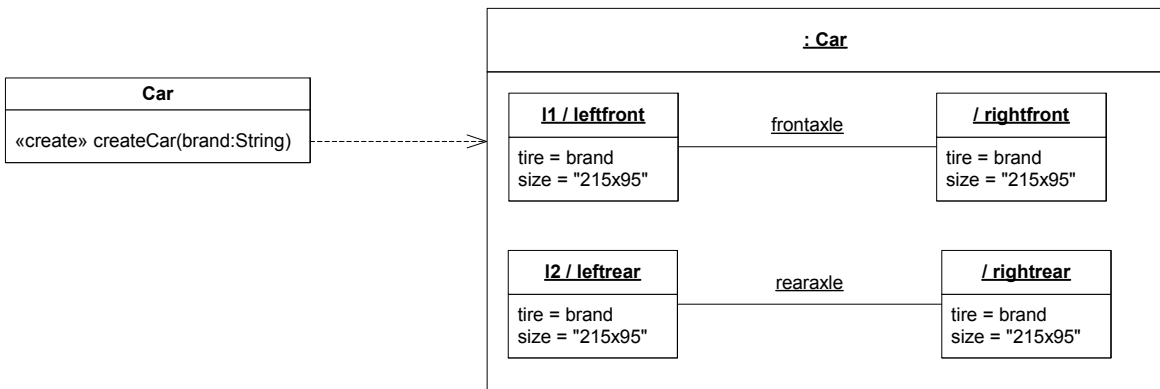 : Car
Car
«create» createCar(brand:String)
l1 / leftfront
tire = brand
size = "215x95"
frontaxle
/ rightfront
tire = brand
size = "215x95"
l2 / leftrear
tire = brand
size = "215x95"
rearaxle
/ rightrear
tire = brand
size = "215x95"